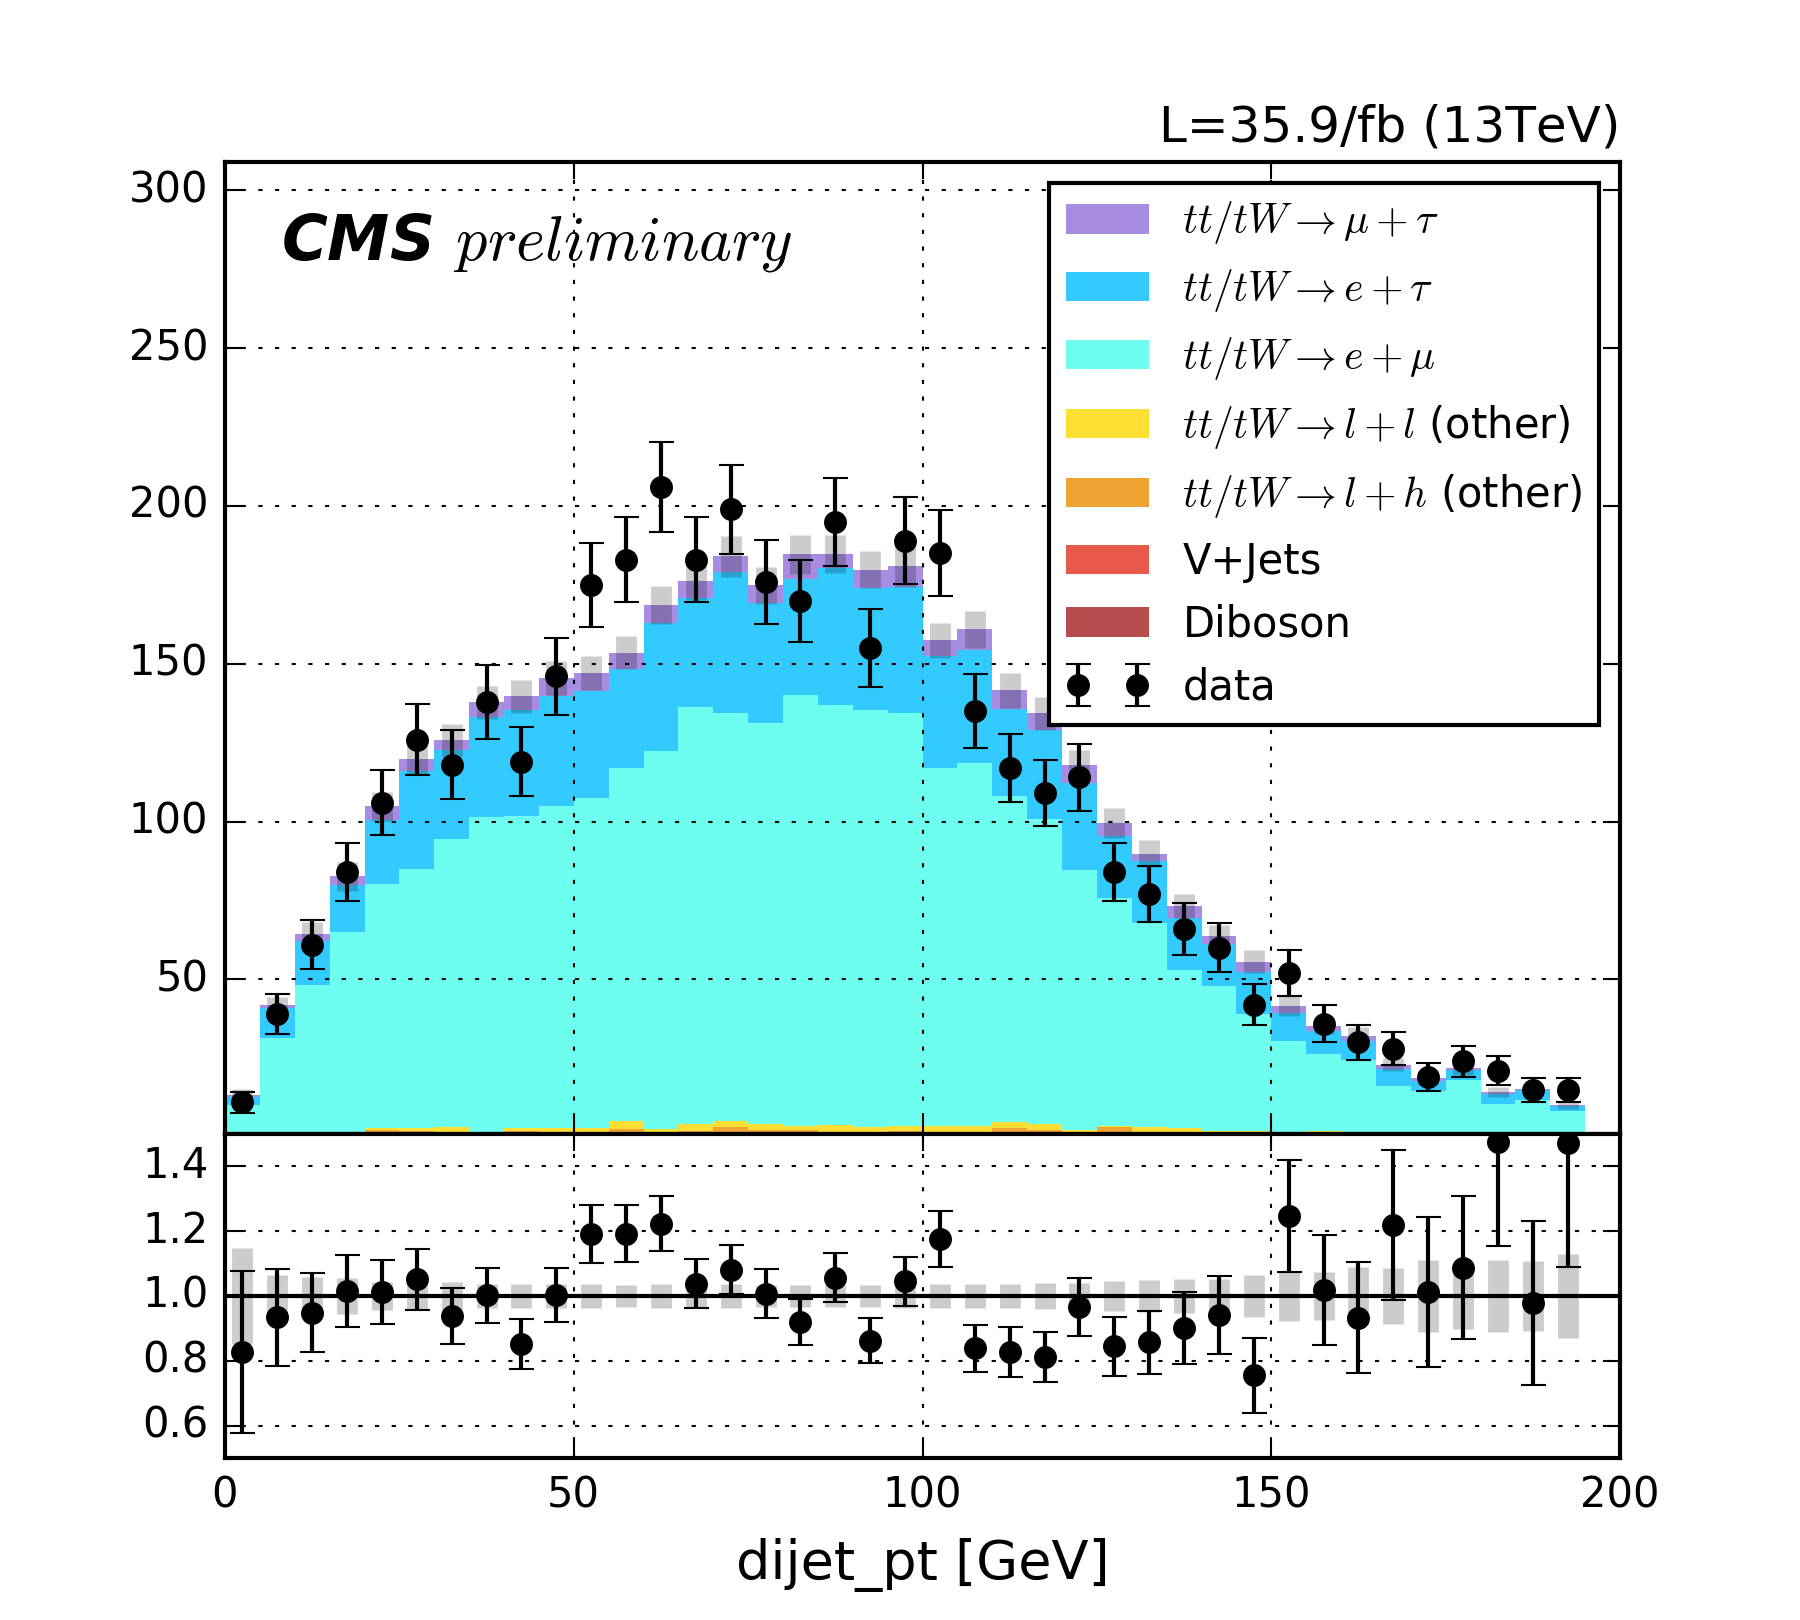 L=35.9/fb (13TeV)
CMS preliminary
300
250
200
150
100
50
tt/tW→μ+τ
tt/tW→e+τ
tt/tW→e+μ
tt/tW→l+l (other)
tt/tW→l+h (other)
V+Jets
Diboson
data
1.4
1.2
1.0
0.8
0.6
0 50 100 150 200
dijet_pt [GeV]